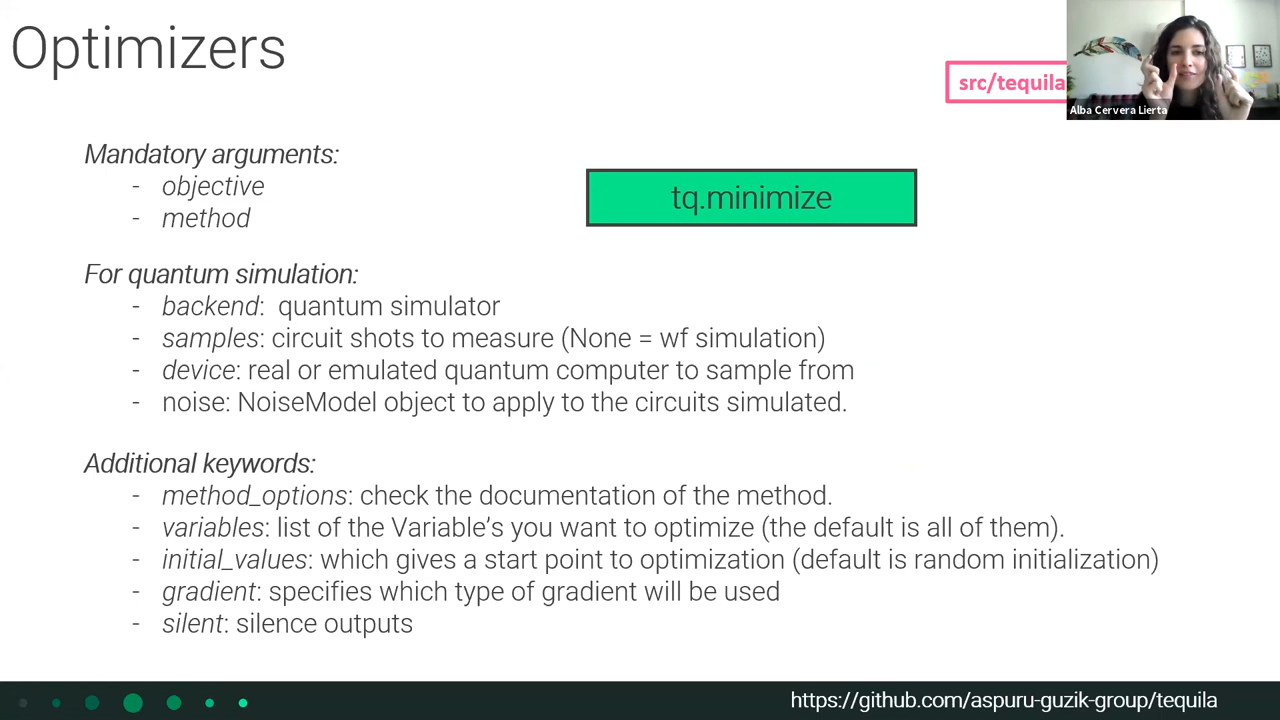 Optimizers
src/tequila
Alba Cervera Lierta
Mandatory arguments:
- objective
- method
tq.minimize
For quantum simulation:
- backend: quantum simulator
- samples: circuit shots to measure (None = wf simulation)
- device: real or emulated quantum computer to sample from
- noise: NoiseModel object to apply to the circuits simulated.
Additional keywords:
- method_options: check the documentation of the method.
- variables: list of the Variable's you want to optimize (the default is all of them).
- initial_values: which gives a start point to optimization (default is random initialization)
- gradient: specifies which type of gradient will be used
- silent: silence outputs
https://github.com/aspuru-guzik-group/tequila